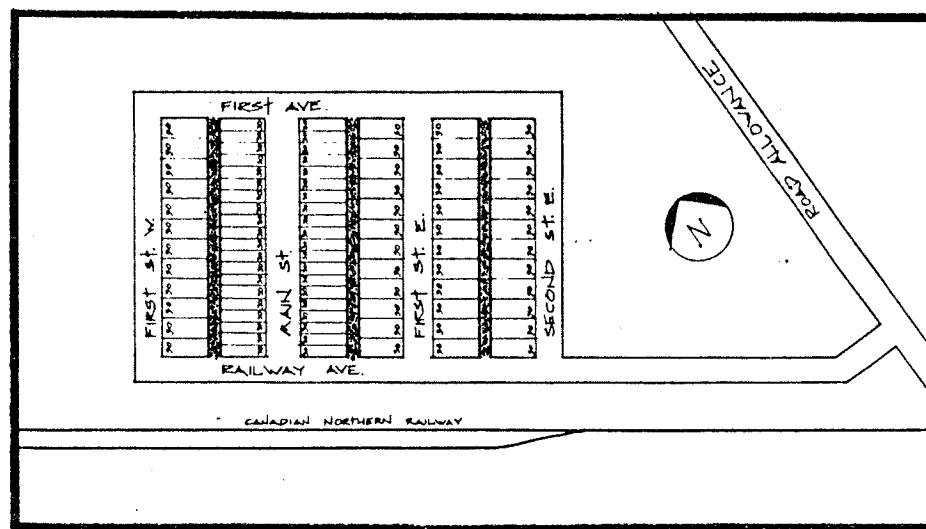 FIRST AVE.
ROAD ALLOWANCE
FIRST ST. W.
MAIN ST
FIRST ST. E.
SECOND ST. E.
N
RAILWAY AVE.
CANADIAN NORTHERN RAILWAY